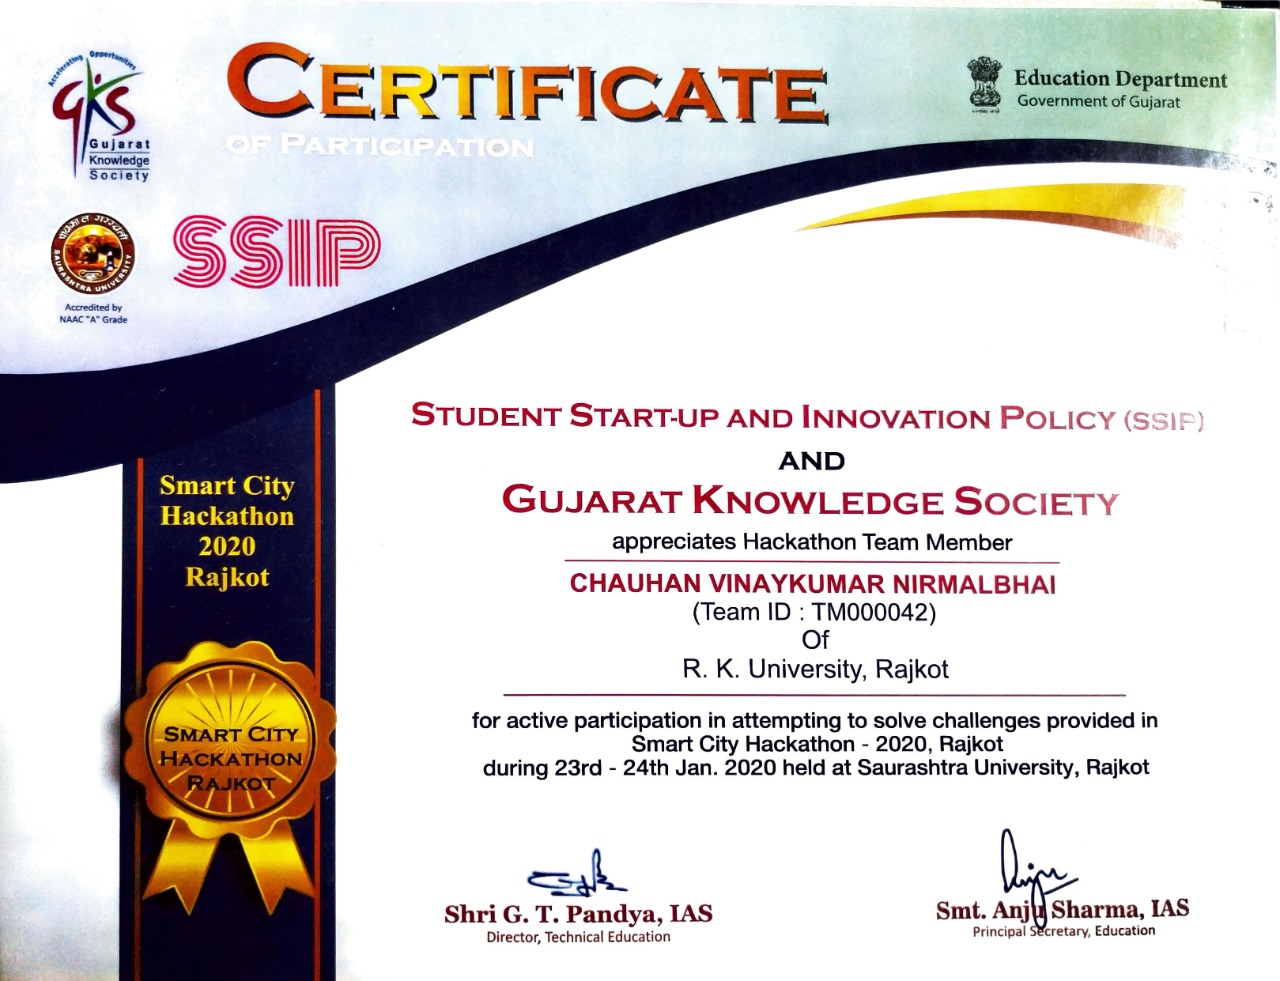 Accelerating Opportunities
GKS
Gujarat
Knowledge
Society
CERTIFICATE
OF PARTICIPATION
Education Department
Government of Gujarat
SAURASHTRA UNIVERSITY
Accredited by
NAAC "A" Grade
SSIP
STUDENT START-UP AND INNOVATION POLICY (SSIP)
AND
GUJARAT KNOWLEDGE SOCIETY
appreciates Hackathon Team Member
CHAUHAN VINAYKUMAR NIRMALBHAI
(Team ID : TM000042)
Of
R. K. University, Rajkot
for active participation in attempting to solve challenges provided in
Smart City Hackathon - 2020, Rajkot
during 23rd - 24th Jan. 2020 held at Saurashtra University, Rajkot
Smart City
Hackathon
2020
Rajkot
SMART CITY
HACKATHON
RAJKOT
Shri G. T. Pandya, IAS
Director, Technical Education
Smt. Anju Sharma, IAS
Principal Secretary, Education